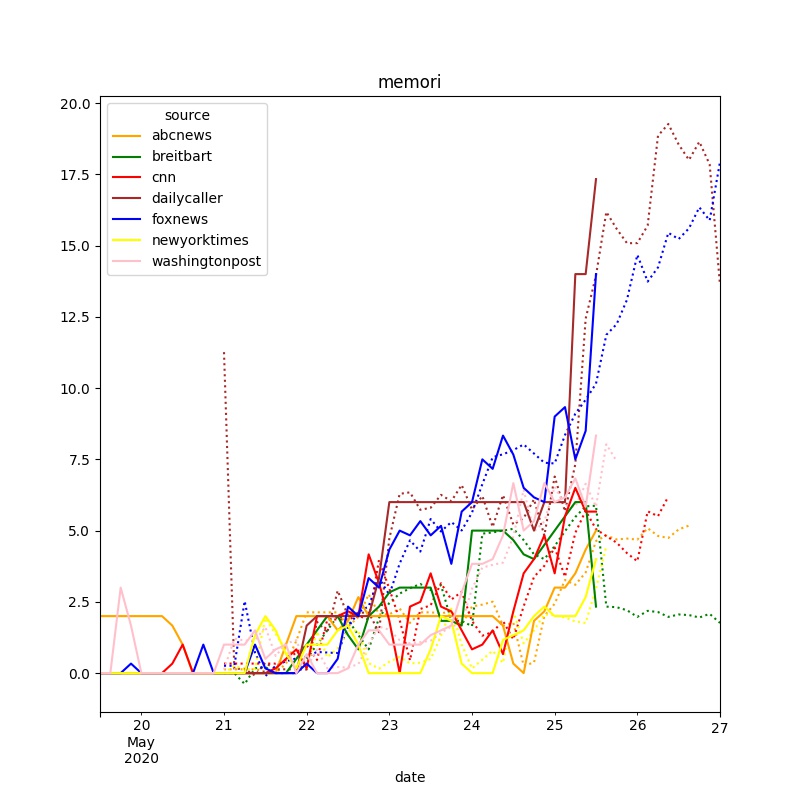 memori
20.0
17.5
15.0
12.5
10.0
7.5
5.0
2.5
0.0
source
abcnews
breitbart
cnn
dailycaller
foxnews
newyorktimes
washingtonpost
20 21 22 23 24 25 26 27
May
2020
date